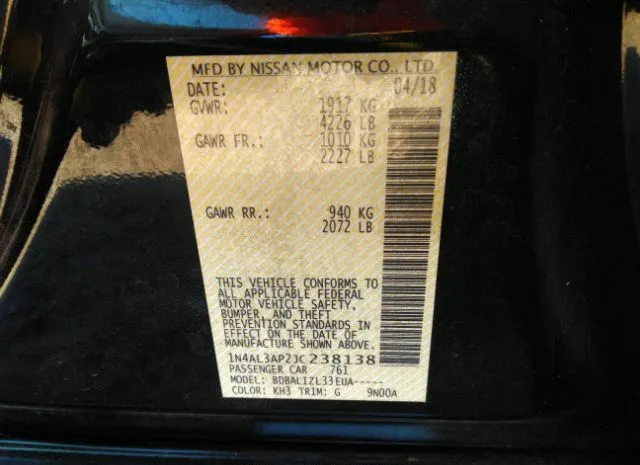 MFD BY NISSAN MOTOR CO., LTD.
DATE: 04/18
GVWR: 1917 KG
4226 LB
GAWR FR.: 1010 KG
2227 LB
GAWR RR.: 940 KG
2072 LB
THIS VEHICLE CONFORMS TO
ALL APPLICABLE FEDERAL
MOTOR VEHICLE SAFETY,
BUMPER, AND THEFT
PREVENTION STANDARDS IN
EFFECT ON THE DATE OF
MANUFACTURE SHOWN ABOVE.
1N4AL3AP2JC238138
PASSENGER CAR 761
MODEL: BDBALIZL33EUA-----
COLOR: KH3 TRIM: G 9N00A